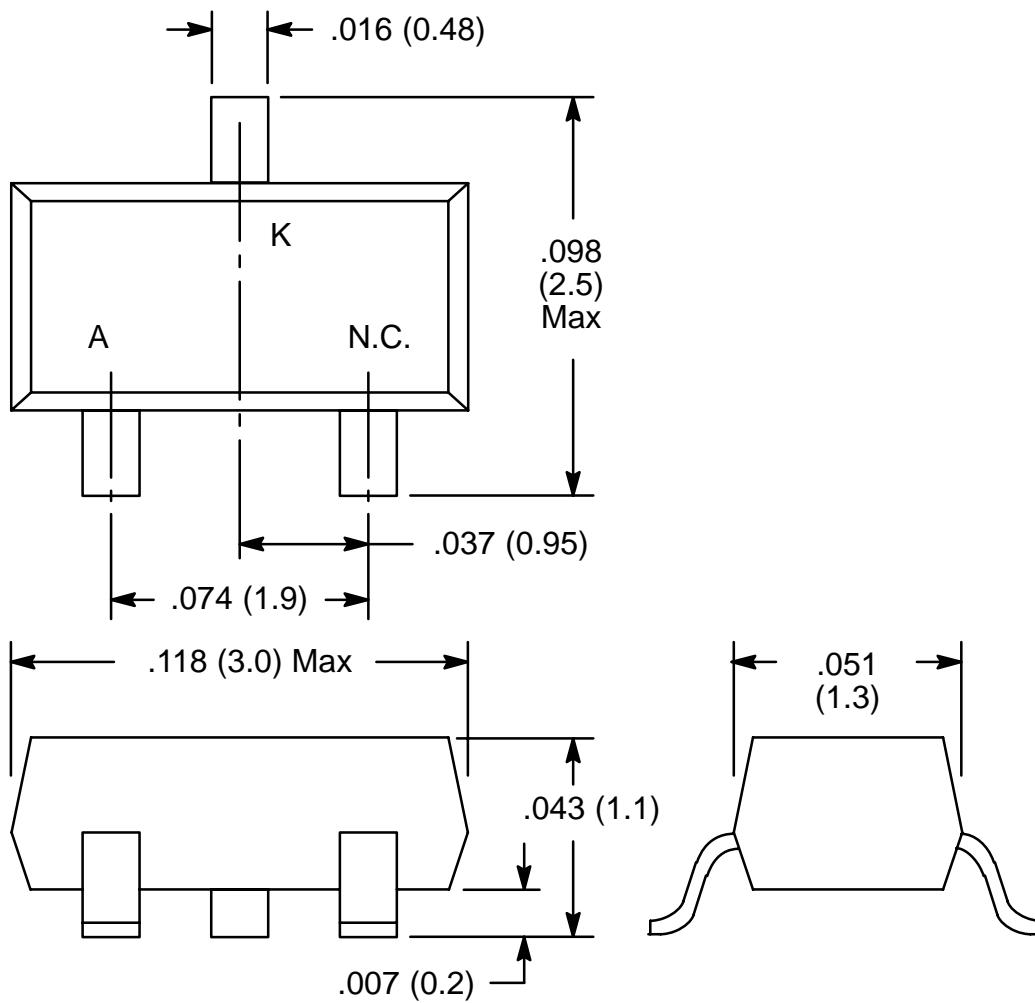 .016 (0.48)
K
.098
(2.5)
Max
A
N.C.
.037 (0.95)
.074 (1.9)
.118 (3.0) Max
.051
(1.3)
.043 (1.1)
.007 (0.2)